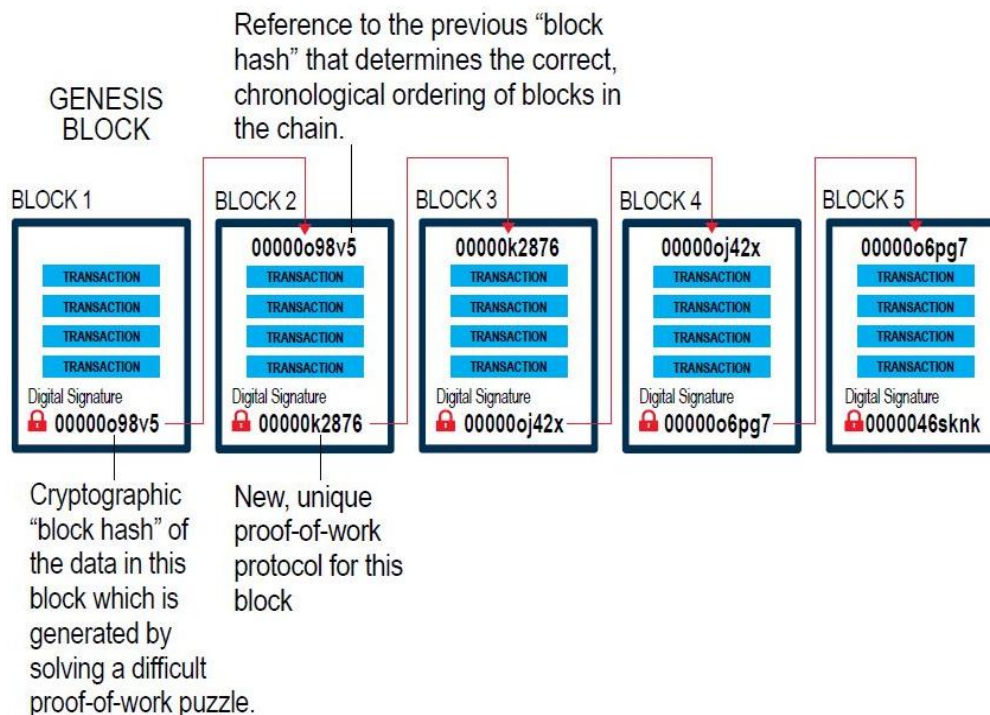 Reference to the previous “block
hash” that determines the correct,
chronological ordering of blocks in
the chain.
GENESIS
BLOCK
BLOCK 1
TRANSACTION
TRANSACTION
TRANSACTION
TRANSACTION
Digital Signature
00000o98v5
BLOCK 2
00000o98v5
TRANSACTION
TRANSACTION
TRANSACTION
TRANSACTION
Digital Signature
00000k2876
BLOCK 3
00000k2876
TRANSACTION
TRANSACTION
TRANSACTION
TRANSACTION
Digital Signature
00000oj42x
BLOCK 4
00000oj42x
TRANSACTION
TRANSACTION
TRANSACTION
TRANSACTION
Digital Signature
00000o6pg7
BLOCK 5
00000o6pg7
TRANSACTION
TRANSACTION
TRANSACTION
TRANSACTION
Digital Signature
0000046sknk
Cryptographic
“block hash” of
the data in this
block which is
generated by
solving a difficult
proof-of-work puzzle.
New, unique
proof-of-work
protocol for this
block